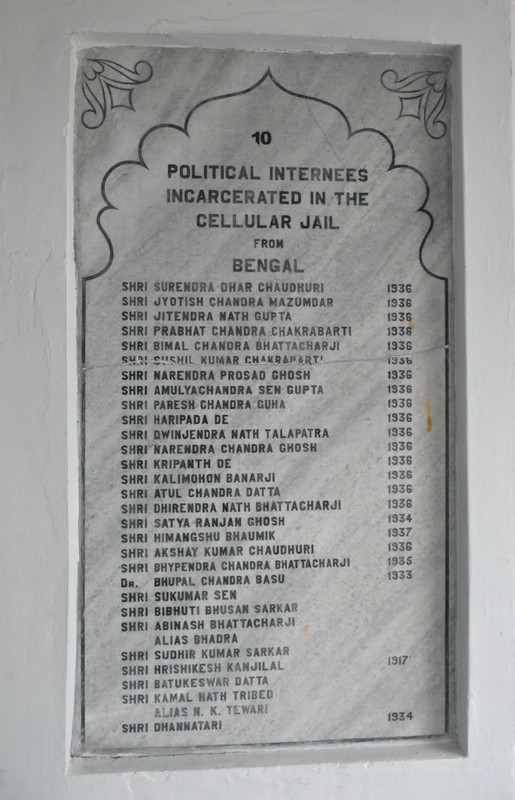 10
POLITICAL INTERNEES
INCARCERATED IN THE
CELLULAR JAIL
FROM
BENGAL
SHRI SURENDRA DHAR CHAUDHURI 1936
SHRI JYOTISH CHANDRA MAZUMDAR 1936
SHRI JITENDRA NATH GUPTA 1936
SHRI PRABHAT CHANDRA CHAKRABARTI 1936
SHRI BIMAL CHANDRA BHATTACHARJI 1936
SHRI SUSHIL KUMAR CHAKRABARTI 1936
SHRI NARENDRA PROSAD GHOSH 1936
SHRI AMULYACHANDRA SEN GUPTA 1936
SHRI PARESH CHANDRA GUHA 1936
SHRI HARIPADA DE 1936
SHRI DWINJENDRA NATH TALAPATRA 1936
SHRI NARENDRA CHANDRA GHOSH 1936
SHRI KRIPANTH DE 1936
SHRI KALIMOHON BANARJI 1936
SHRI ATUL CHANDRA DATTA 1936
SHRI DHIRENDRA NATH BHATTACHARJI 1936
SHRI SATYA RANJAN GHOSH 1934
SHRI HIMANGSHU BHAUMIK 1937
SHRI AKSHAY KUMAR CHAUDHURI 1936
SHRI BHYPENDRA CHANDRA BHATTACHARJI 1935
DR. BHUPAL CHANDRA BASU 1933
SHRI SUKUMAR SEN
SHRI BIBHUTI BHUSAN SARKAR
SHRI ABINASH BHATTACHARJI
ALIAS BHADRA
SHRI SUDHIR KUMAR SARKAR
SHRI HRISHIKESH KANJILAL 1917
SHRI BATUKESWAR DATTA
SHRI KAMAL NATH TRIBEDI
ALIAS N. K. TEWARI
SHRI DHANNATARI 1934